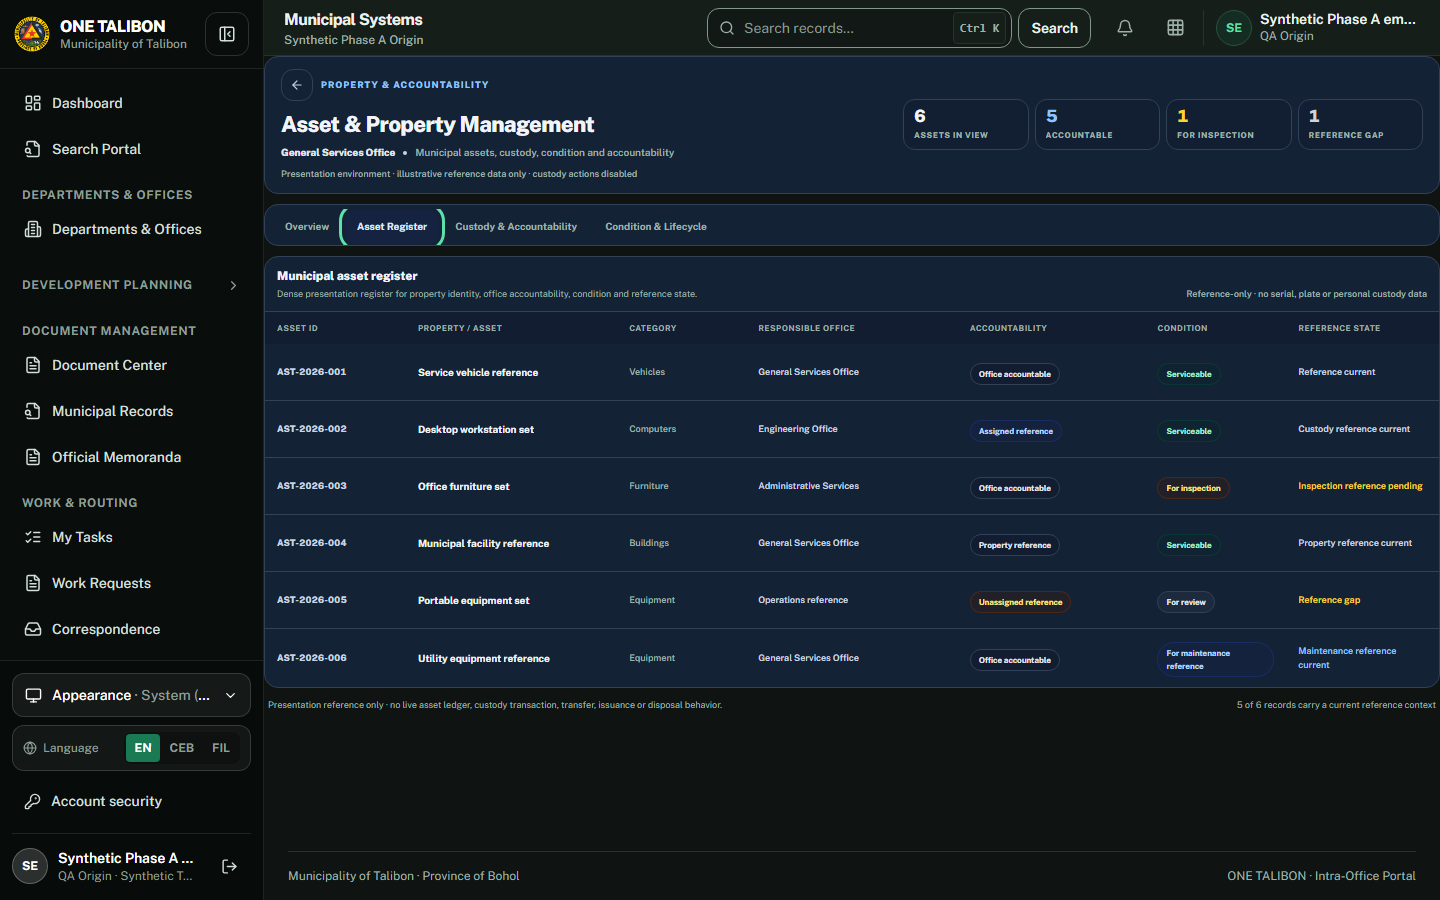 ONE TALIBON
Municipality of Talibon
Municipal Systems
Synthetic Phase A Origin
Search records...
Ctrl K
Search
SE
Synthetic Phase A em...
QA Origin
Dashboard
Search Portal
DEPARTMENTS & OFFICES
Departments & Offices
DEVELOPMENT PLANNING
DOCUMENT MANAGEMENT
Document Center
Municipal Records
Official Memoranda
WORK & ROUTING
My Tasks
Work Requests
Correspondence
Appearance · System (...
Language
EN CEB FIL
Account security
SE
Synthetic Phase A ...
QA Origin · Synthetic T...
PROPERTY & ACCOUNTABILITY
Asset & Property Management
General Services Office • Municipal assets, custody, condition and accountability
Presentation environment · illustrative reference data only · custody actions disabled
6
ASSETS IN VIEW
5
ACCOUNTABLE
1
FOR INSPECTION
1
REFERENCE GAP
Overview Asset Register Custody & Accountability Condition & Lifecycle
Municipal asset register
Dense presentation register for property identity, office accountability, condition and reference state.
Reference-only · no serial, plate or personal custody data
ASSET ID PROPERTY / ASSET CATEGORY RESPONSIBLE OFFICE ACCOUNTABILITY CONDITION REFERENCE STATE
AST-2026-001 Service vehicle reference Vehicles General Services Office Office accountable Serviceable Reference current
AST-2026-002 Desktop workstation set Computers Engineering Office Assigned reference Serviceable Custody reference current
AST-2026-003 Office furniture set Furniture Administrative Services Office accountable For inspection Inspection reference pending
AST-2026-004 Municipal facility reference Buildings General Services Office Property reference Serviceable Property reference current
AST-2026-005 Portable equipment set Equipment Operations reference Unassigned reference For review Reference gap
AST-2026-006 Utility equipment reference Equipment General Services Office Office accountable For maintenance reference Maintenance reference current
Presentation reference only · no live asset ledger, custody transaction, transfer, issuance or disposal behavior.
5 of 6 records carry a current reference context
Municipality of Talibon · Province of Bohol
ONE TALIBON · Intra-Office Portal